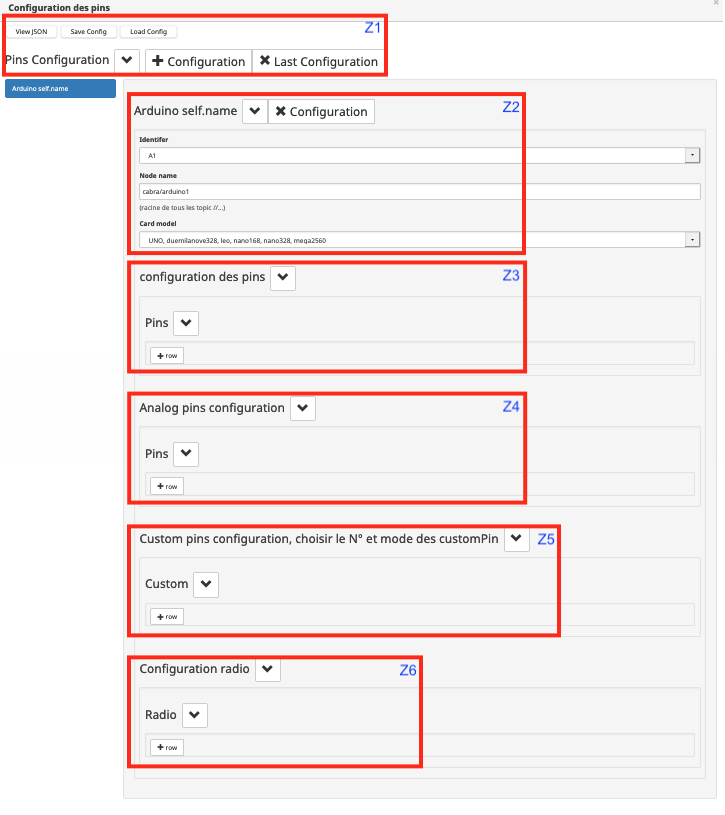 Configuration des pins
View JSON Save Config Load Config Z1
Pins Configuration Configuration Last Configuration
Arduino self.name
Arduino self.name Configuration Z2
Identifer
A1
Node name
cabra/arduino1
(racine de tous les topic //...)
Card model
UNO, duemilanove328, leo, nano168, nano328, mega2560
configuration des pins Z3
Pins
+ row
Analog pins configuration Z4
Pins
+ row
Custom pins configuration, choisir le N° et mode des customPin Z5
Custom
+ row
Configuration radio Z6
Radio
+ row